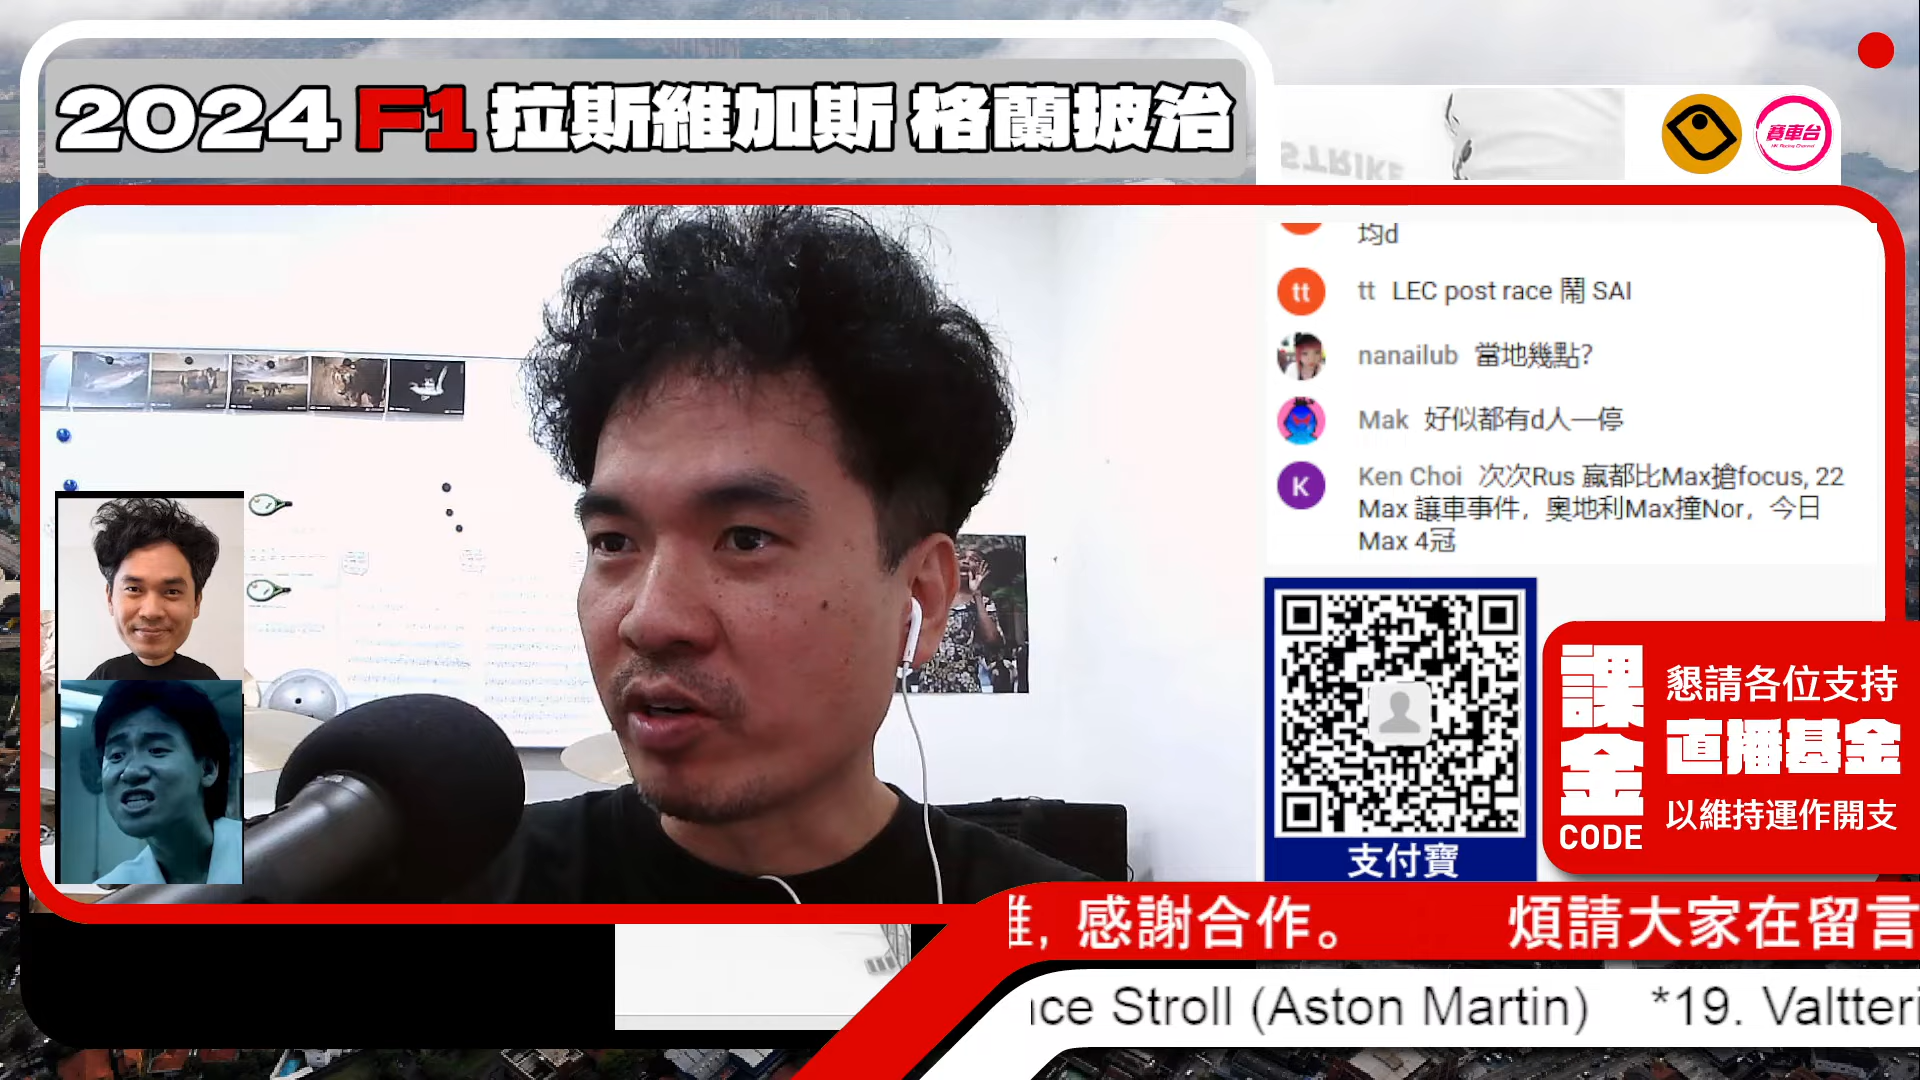 2024 F1 拉斯維加斯 格蘭披治
STRIKE
賽車台
HK Racing Channel
均d
tt LEC post race 鬧 SAI
nanailub 當地幾點?
Mak 好似都有d人一停
K Ken Choi 次次Rus 贏都比Max搶focus, 22
Max 讓車事件，奧地利Max撞Nor，今日
Max 4冠
支付寶
課金
CODE
懇請各位支持
直播基金
以維持運作開支
感謝合作。 煩請大家在留言
Stroll (Aston Martin) *19. Valtteri